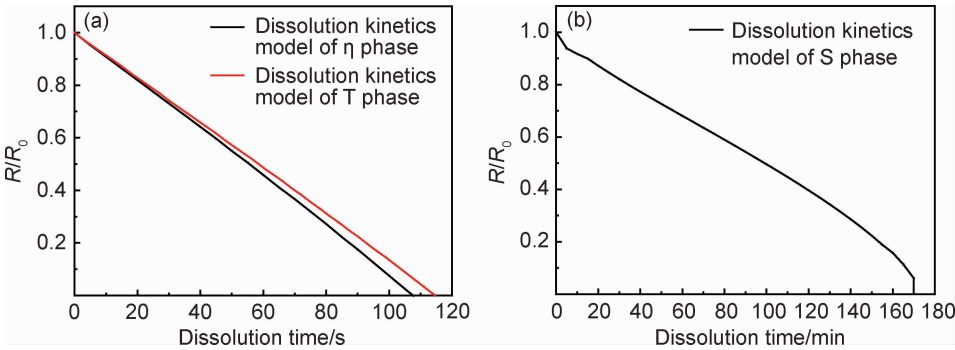 (a)
Dissolution kinetics
model of η phase
Dissolution kinetics
model of T phase
R/R0
1.0
0.8
0.6
0.4
0.2
0 20 40 60 80 100 120
Dissolution time/s
(b)
Dissolution kinetics
model of S phase
R/R0
1.0
0.8
0.6
0.4
0.2
0 20 40 60 80 100 120 140 160 180
Dissolution time/min